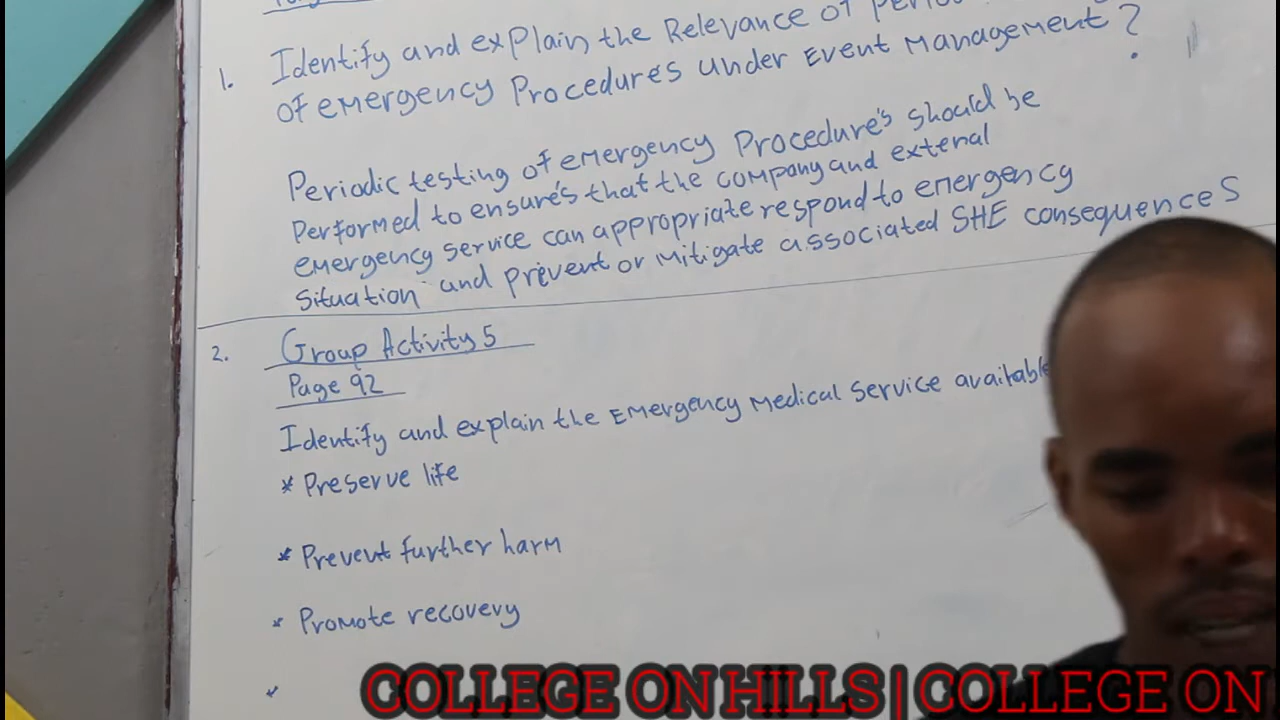 1. Identify and explain the Relevance of
of emergency Procedure's under Event Management?
Periodic testing of emergency Procedure's should be
Performed to ensure's that the company and extenal
emergency service can appropriate respond to emergency
Situation and prevent or mitigate associated SHE consequences
2. Group Activity 5
Page 92
Identify and explain the Emergency Medical Service available
* Preserve life
* Prevent further harm
* Promote recovery
*
COLLEGE ON HILLS | COLLEGE ON